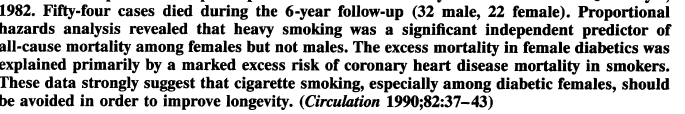 1982. Fifty-four cases died during the 6-year follow-up (32 male, 22 female). Proportional
hazards analysis revealed that heavy smoking was a significant independent predictor of
all-cause mortality among females but not males. The excess mortality in female diabetics was
explained primarily by a marked excess risk of coronary heart disease mortality in smokers.
These data strongly suggest that cigarette smoking, especially among diabetic females, should
be avoided in order to improve longevity. (Circulation 1990;82:37–43)